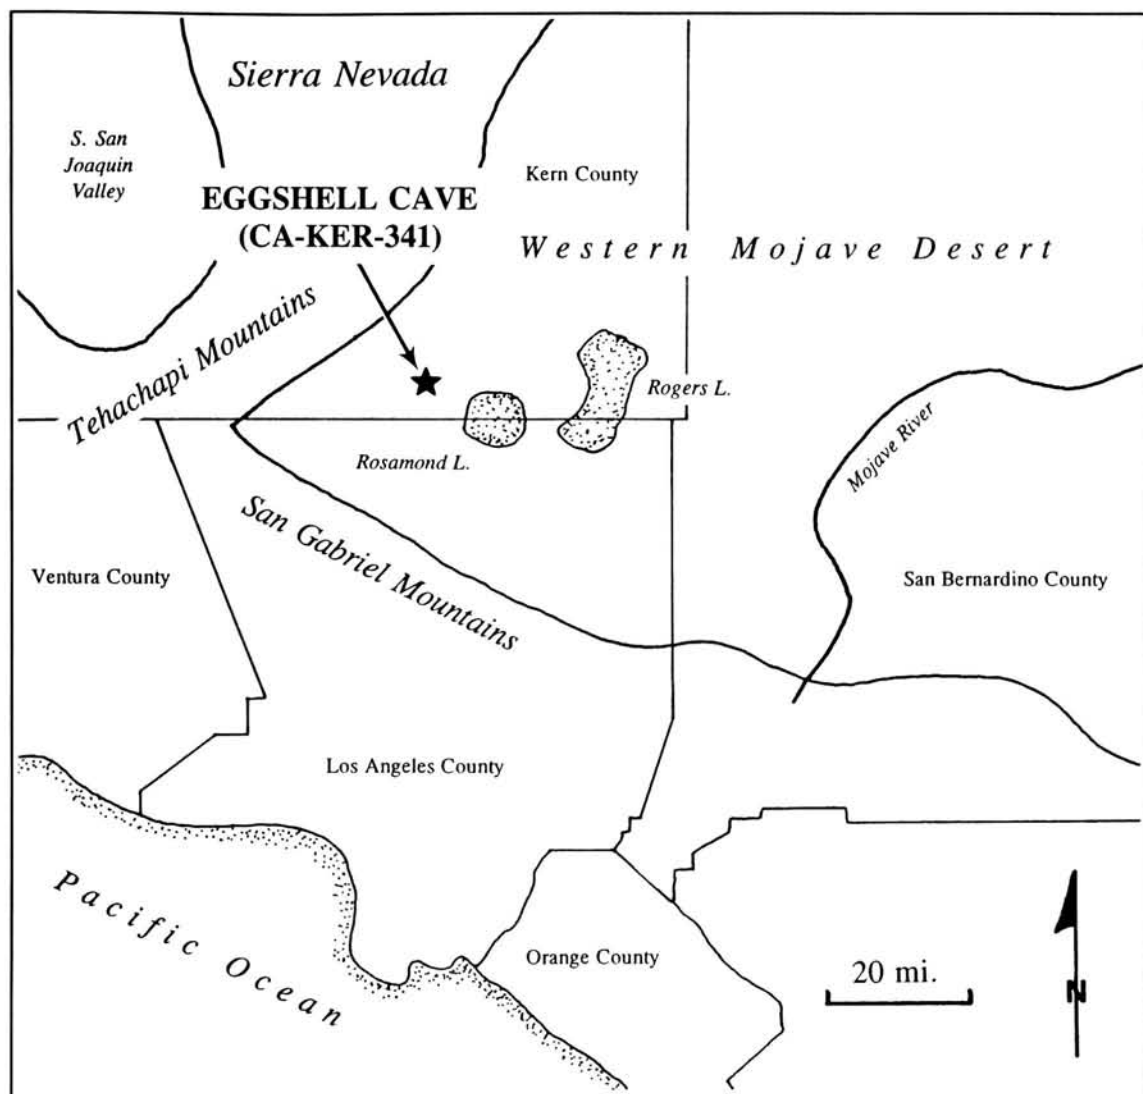 Sierra Nevada
S. San
Joaquin
Valley
Kern County
EGGSHELL CAVE
(CA-KER-341)
Western Mojave Desert
Tehachapi Mountains
Rogers L.
Mojave River
Rosamond L.
San Gabriel Mountains
Ventura County
San Bernardino County
Los Angeles County
Pacific Ocean
Orange County
20 mi.
N